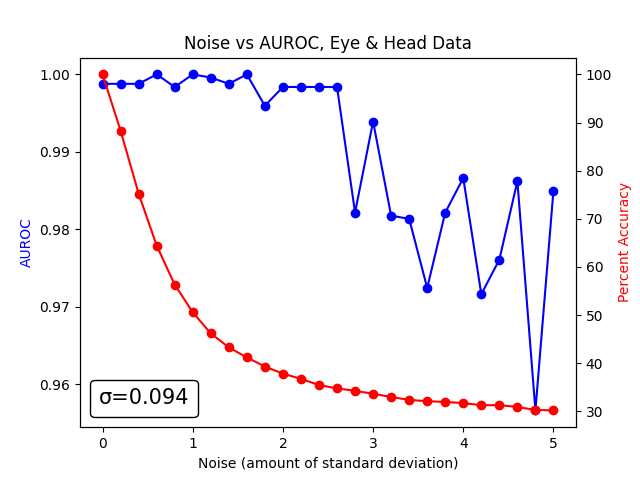 Noise vs AUROC, Eye & Head Data
1.00
0.99
0.98
0.97
0.96
AUROC
100
90
80
70
60
50
40
30
Percent Accuracy
σ=0.094
0 1 2 3 4 5
Noise (amount of standard deviation)